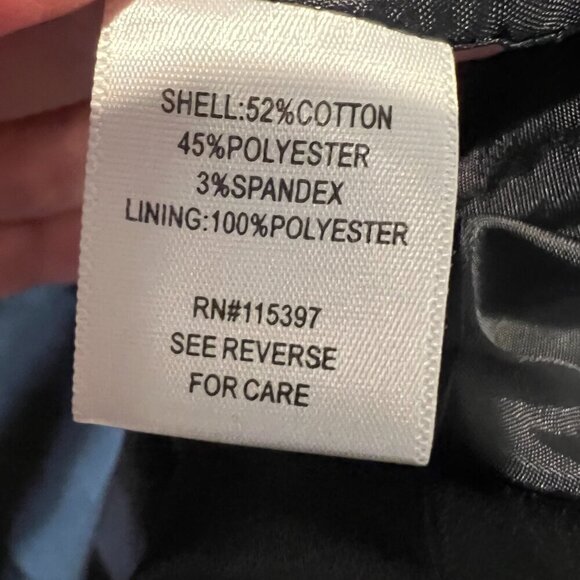 SHELL:52%COTTON
45%POLYESTER
3%SPANDEX
LINING:100%POLYESTER
RN#115397
SEE REVERSE
FOR CARE